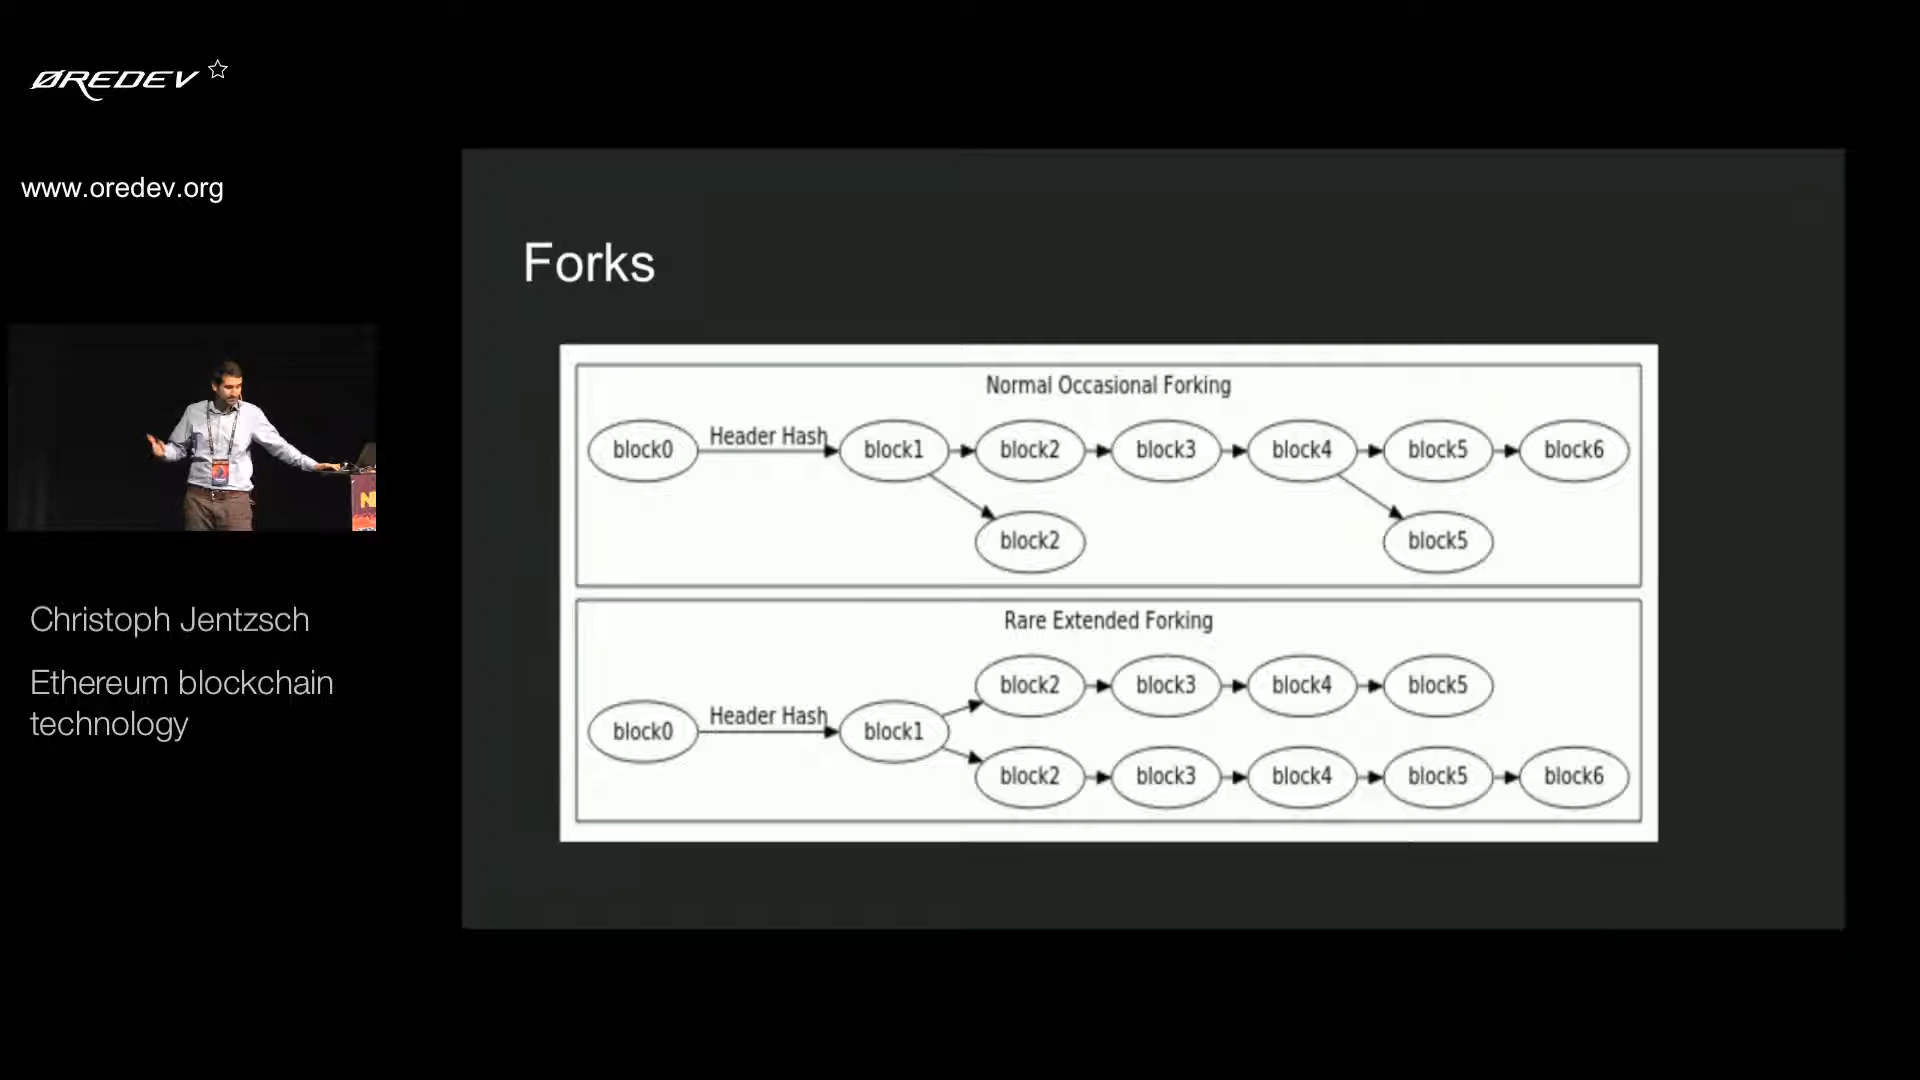 ØREDEV
www.oredev.org
Christoph Jentzsch
Ethereum blockchain
technology
Forks
Normal Occasional Forking
block0 Header Hash block1 block2 block3 block4 block5 block6
block2 block5
Rare Extended Forking
block2 block3 block4 block5
block0 Header Hash block1
block2 block3 block4 block5 block6